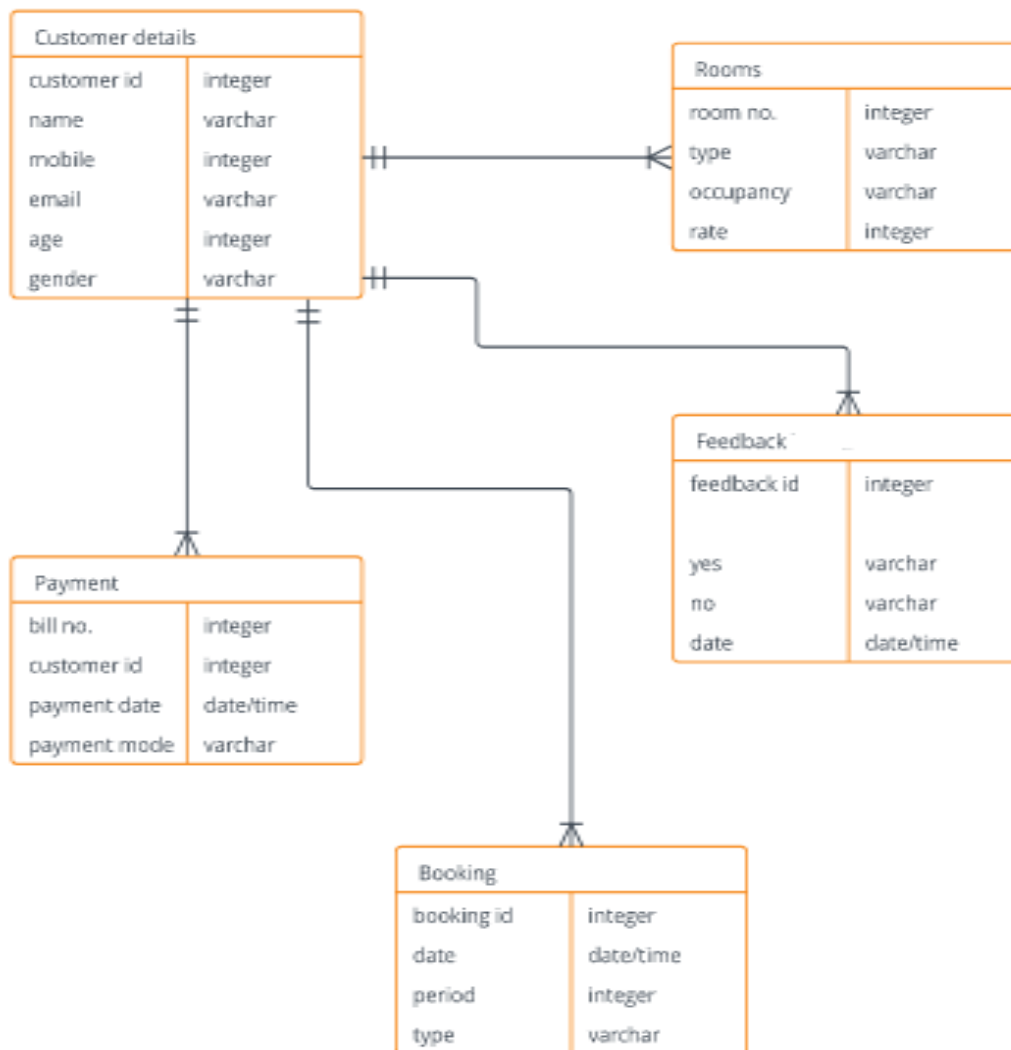 Customer details
customer id integer
name varchar
mobile integer
email varchar
age integer
gender varchar
Rooms
room no. integer
type varchar
occupancy varchar
rate integer
Feedback
feedback id integer
yes varchar
no varchar
date date/time
Payment
bill no. integer
customer id integer
payment date date/time
payment mode varchar
Booking
booking id integer
date date/time
period integer
type varchar